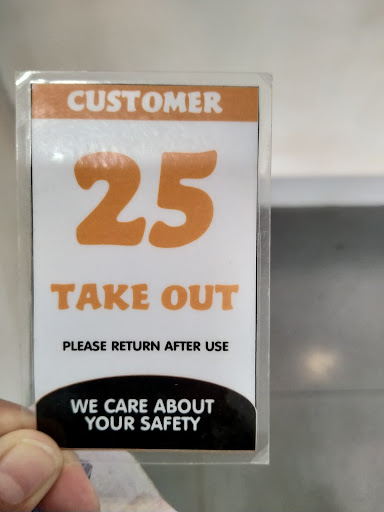 CUSTOMER
25
TAKE OUT
PLEASE RETURN AFTER USE
WE CARE ABOUT
YOUR SAFETY